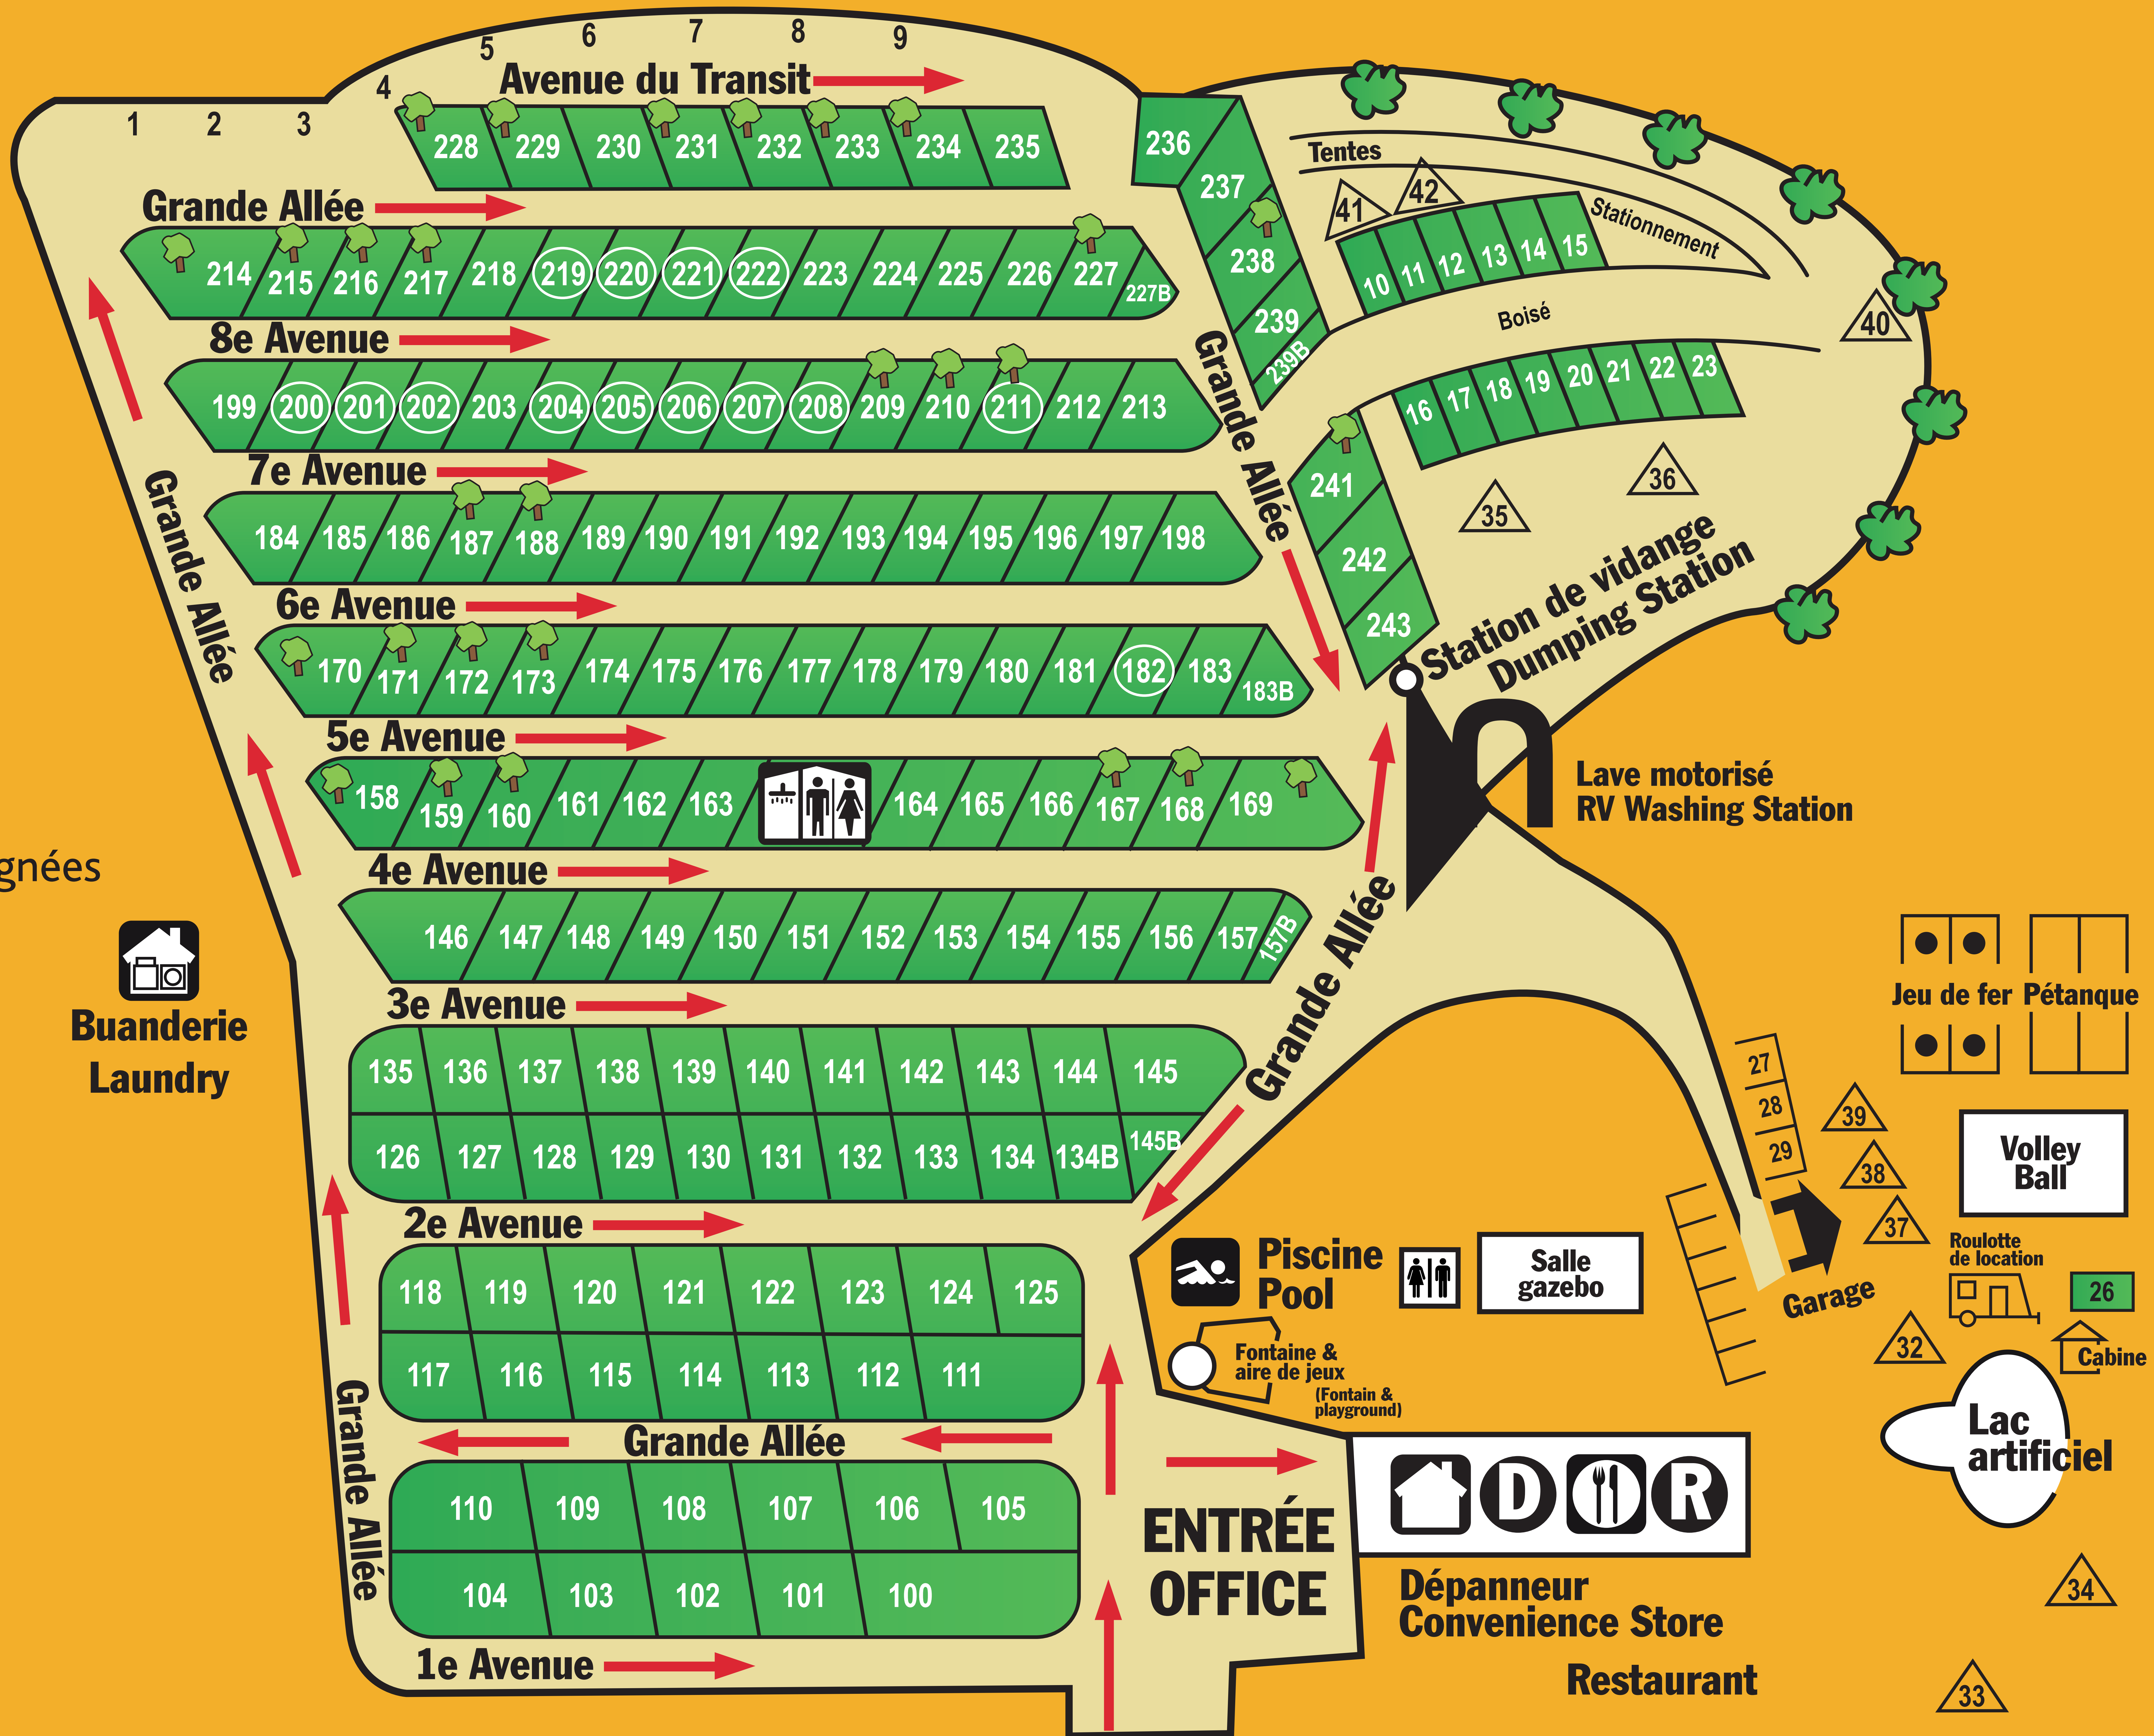 5 6 7 8 9
4 Avenue du Transit
1 2 3
228 229 230 231 232 233 234 235
236
Grande Allée
237
238
239
239B
Tentes
41 42
10 11 12 13 14 15
Stationnement
Boisé
40
214 215 216 217 218 219 220 221 222 223 224 225 226 227 227B
8e Avenue
Grande Allée
199 200 201 202 203 204 205 206 207 208 209 210 211 212 213
16 17 18 19 20 21 22 23
7e Avenue
Grande Allée
241
242
243
35 36
184 185 186 187 188 189 190 191 192 193 194 195 196 197 198
6e Avenue
Station de vidange
Dumping Station
170 171 172 173 174 175 176 177 178 179 180 181 182 183 183B
5e Avenue
Lave motorisé
RV Washing Station
158 159 160 161 162 163 164 165 166 167 168 169
gnées
4e Avenue
Grande Allée
146 147 148 149 150 151 152 153 154 155 156 157 157B
Buanderie
Laundry
3e Avenue
Jeu de fer Pétanque
135 136 137 138 139 140 141 142 143 144 145
126 127 128 129 130 131 132 133 134 134B 145B
27
28
29
39
38
37
Volley
Ball
2e Avenue
118 119 120 121 122 123 124 125
117 116 115 114 113 112 111
Piscine
Pool
Salle
gazebo
Garage
Roulotte
de location
26
32
Cabine
Fontaine &
aire de jeux
(Fontain &
playground)
Lac
artificiel
Grande Allée
Grande Allée
110 109 108 107 106 105
104 103 102 101 100
ENTRÉE
OFFICE
D R
Dépanneur
Convenience Store
Restaurant
34
33
1e Avenue